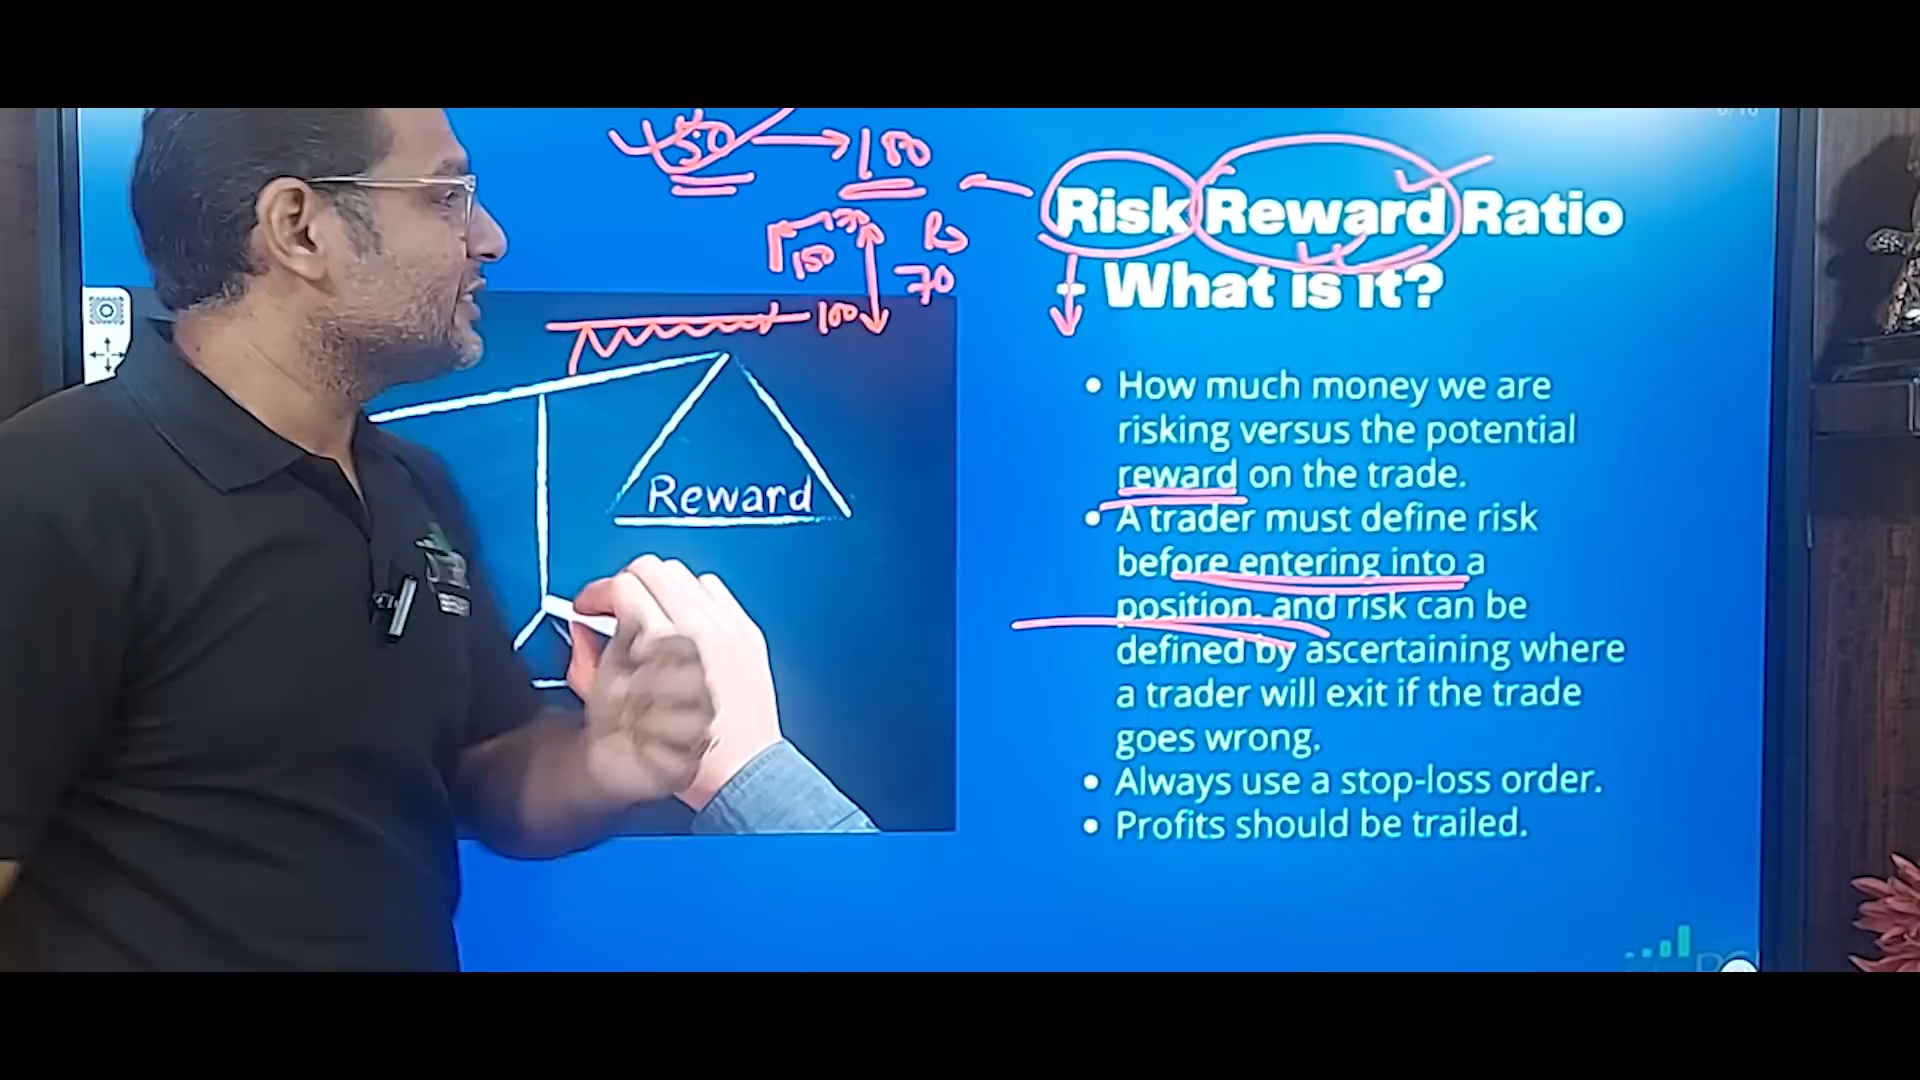 50 → 180
Risk Reward Ratio
- What is it?
150
70
100
Reward
• How much money we are
risking versus the potential
reward on the trade.
• A trader must define risk
before entering into a
position, and risk can be
defined by ascertaining where
a trader will exit if the trade
goes wrong.
• Always use a stop-loss order.
• Profits should be trailed.